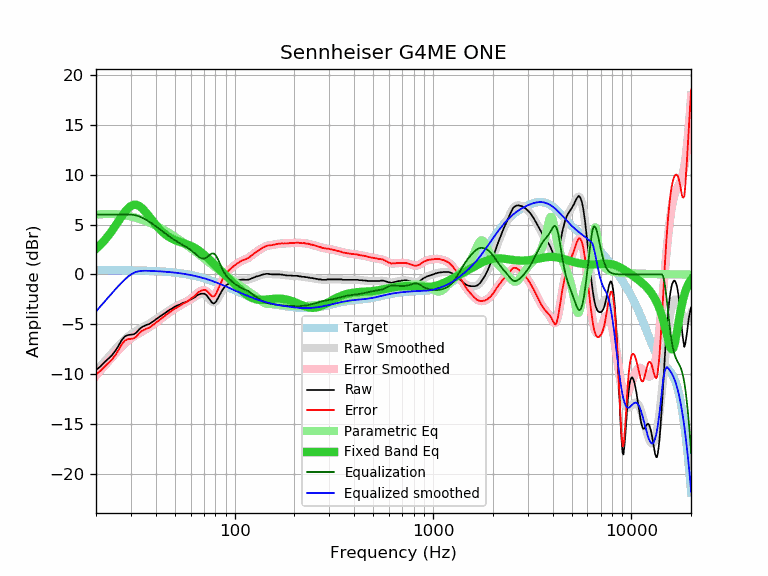 Sennheiser G4ME ONE
20
15
10
5
0
−5
−10
−15
−20
Amplitude (dBr)
Target
Raw Smoothed
Error Smoothed
Raw
Error
Parametric Eq
Fixed Band Eq
Equalization
Equalized smoothed
100
1000
10000
Frequency (Hz)